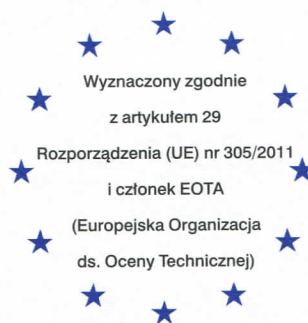 Wyznaczony zgodnie
z artykułem 29
Rozporządzenia (UE) nr 305/2011
i członek EOTA
(Europejska Organizacja
ds. Oceny Technicznej)